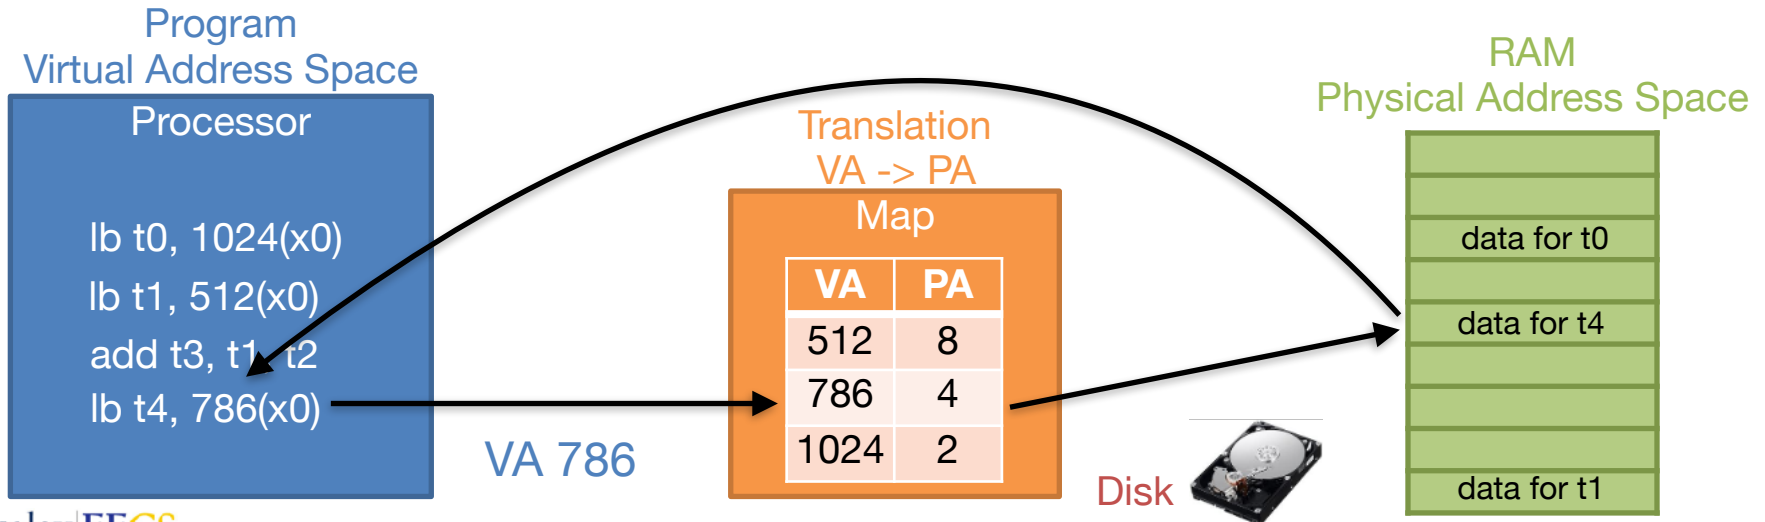 Program
Virtual Address Space
Processor
lb t0, 1024(x0)
lb t1, 512(x0)
add t3, t1, t2
lb t4, 786(x0)
VA 786
Translation
VA -> PA
Map
VA PA
512 8
786 4
1024 2
Disk
RAM
Physical Address Space
data for t0
data for t4
data for t1